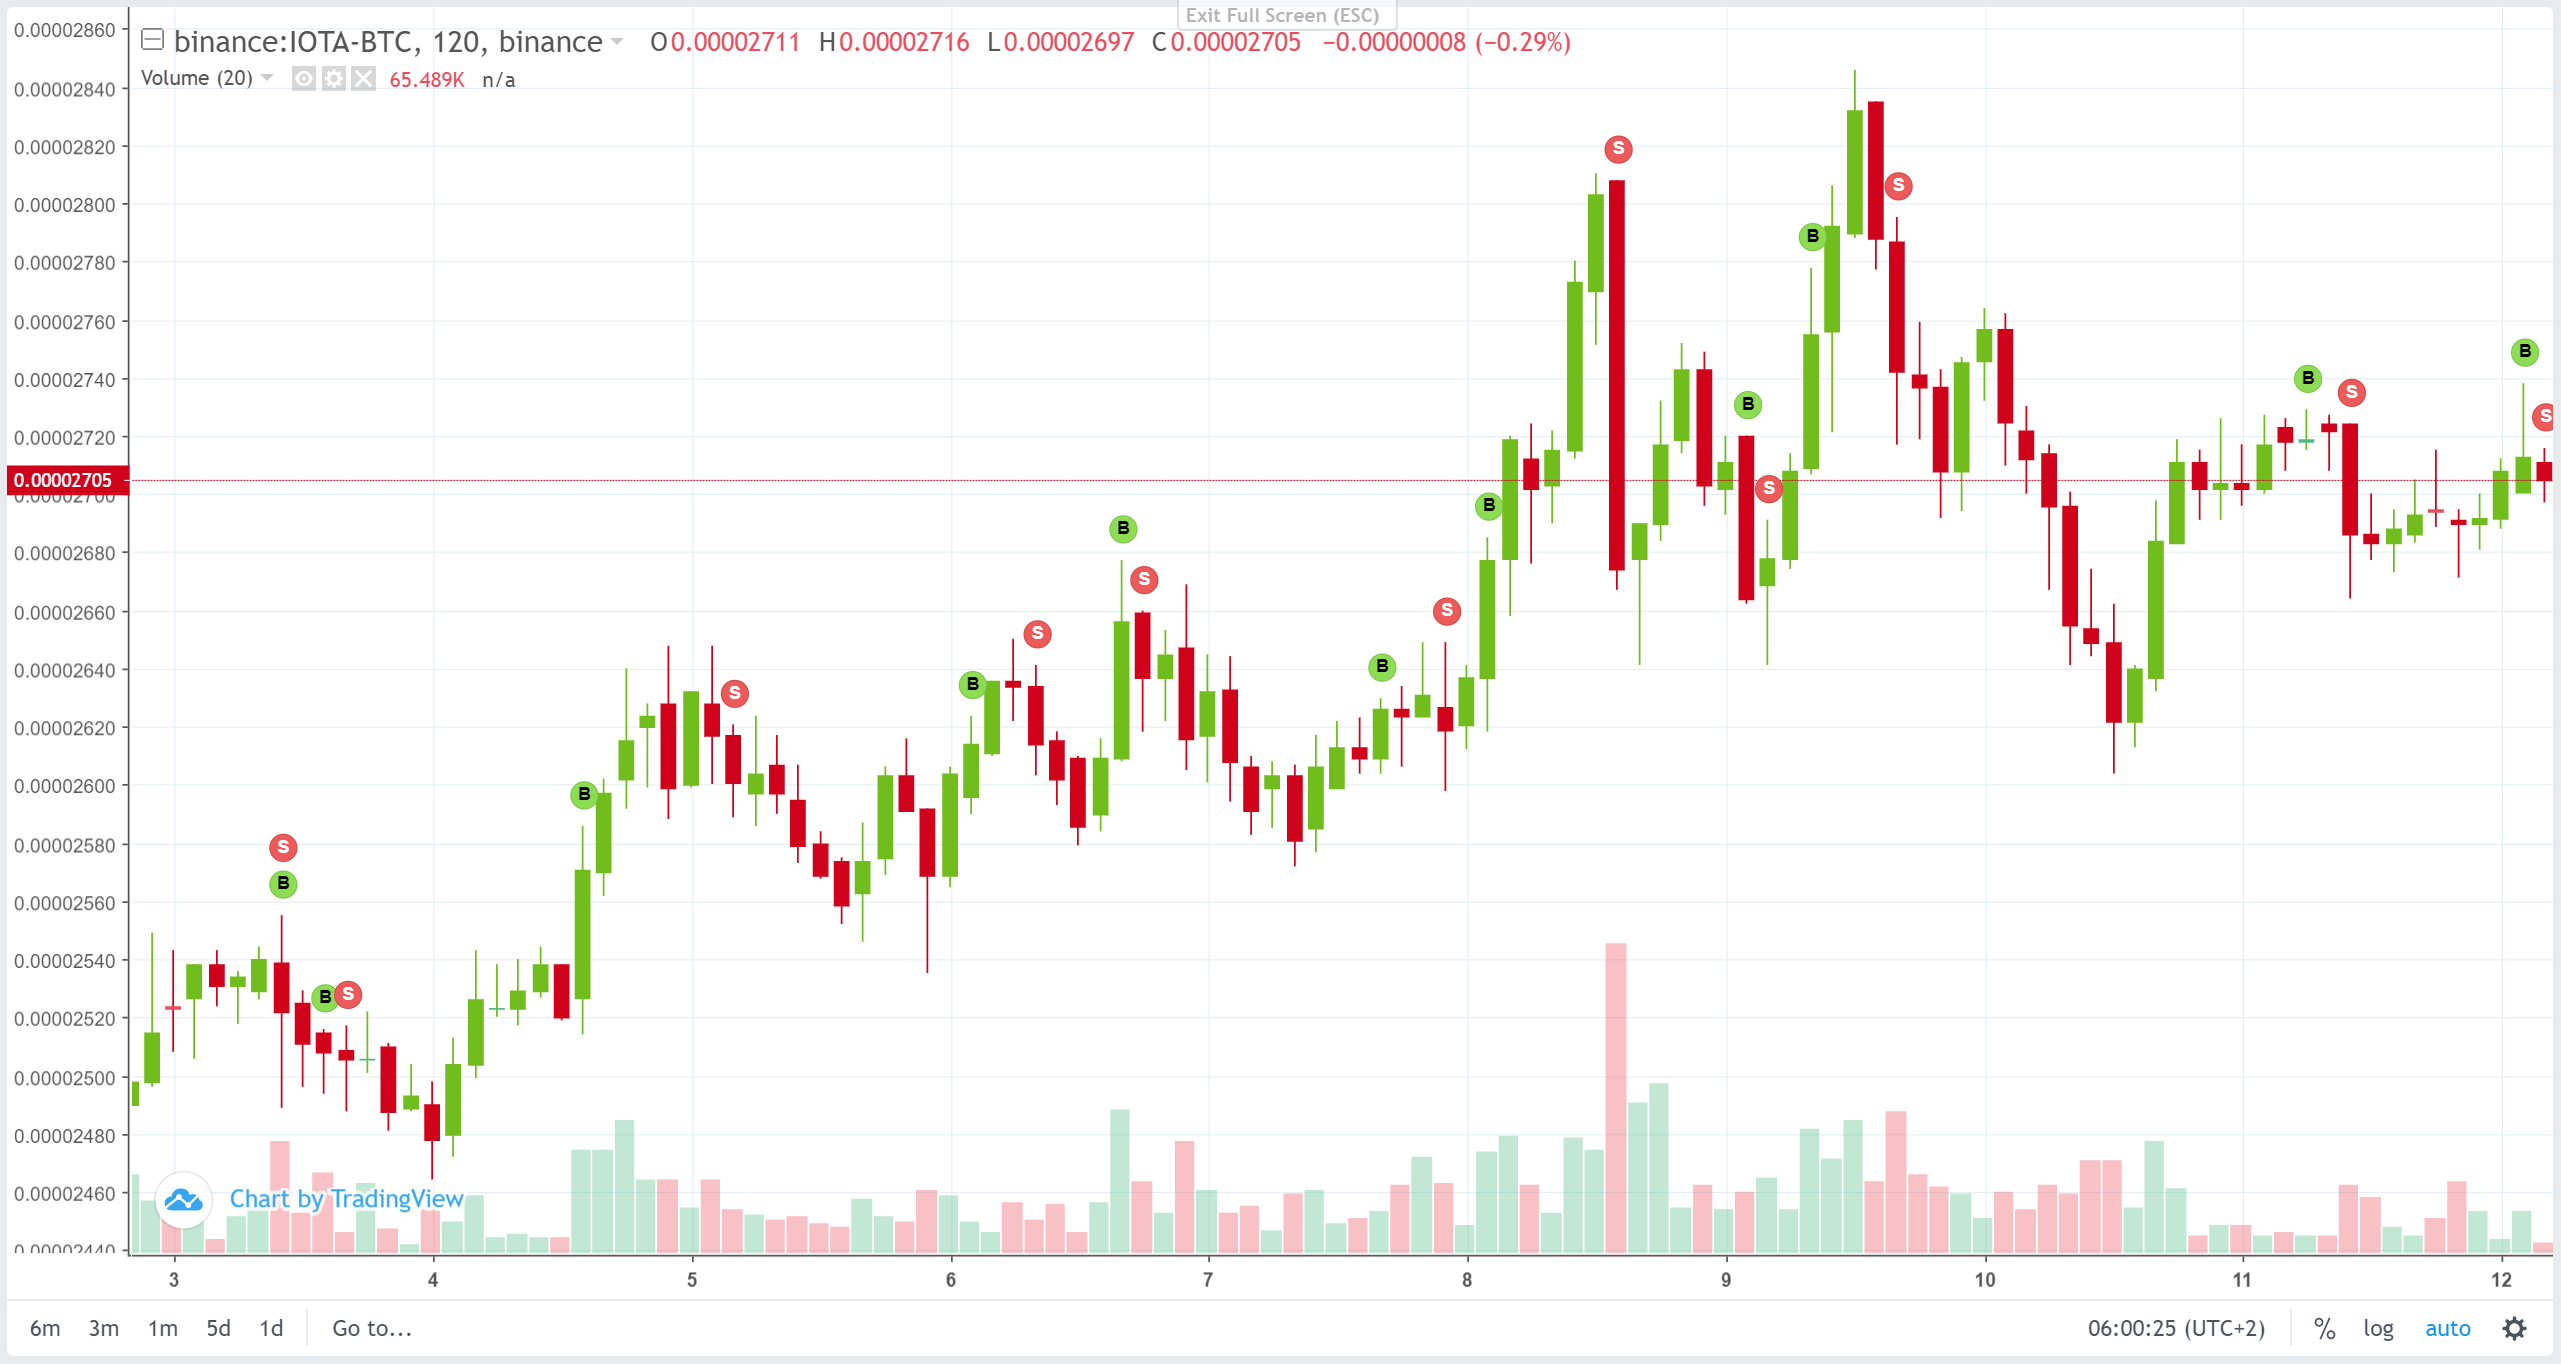 Exit Full Screen (ESC)
binance:IOTA-BTC, 120, binance O0.00002711 H0.00002716 L0.00002697 C0.00002705 −0.00000008 (−0.29%)
Volume (20) 65.489K n/a
0.00002860
0.00002840
0.00002820
0.00002800
0.00002780
0.00002760
0.00002740
0.00002720
0.00002705
0.00002700
0.00002680
0.00002660
0.00002640
0.00002620
0.00002600
0.00002580
0.00002560
0.00002540
0.00002520
0.00002500
0.00002480
0.00002460
0.00002440
S
B
B
S
B
S
B
S
B
S
B
S
B
S
B
S
B
S
B
S
B
S
Chart by TradingView
3 4 5 6 7 8 9 10 11 12
6m 3m 1m 5d 1d Go to... 06:00:25 (UTC+2) % log auto